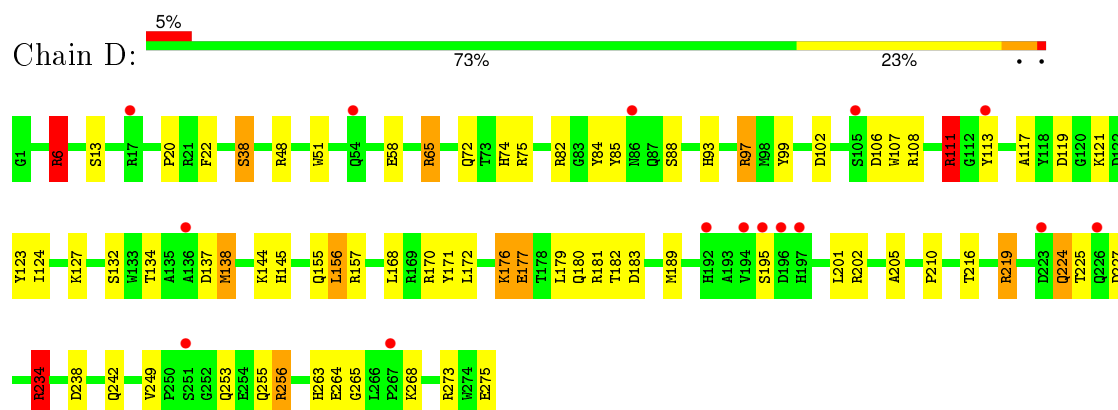 5%
Chain D:
73%
23%
G1 R6 S13 R17 P20 R21 F22 S38 R48 W51 Q54 E58 R65 Q72 T73 H74 R75 R82 G83 Y84 Y85 N86 Q87 S88 H93 R97 M98 Y99 D102 S105 D106 W107 R108 R111 G112 Y113 A117 Y118 D119 G120 K121 D122
Y123 I124 K127 S132 W133 T134 A135 A136 D137 M138 K144 H145 Q155 L156 R157 L168 R169 R170 Y171 L172 K176 E177 T178 L179 Q180 R181 T182 D183 M189 H192 A193 V194 S195 D196 H197 L201 R202 A205 P210 T216 R219 D223 Q224 T225 Q226 D227
R234 D238 Q242 V249 P250 S251 G252 Q253 E254 Q255 R256 H263 E264 G265 L266 P267 K268 R273 W274 E275